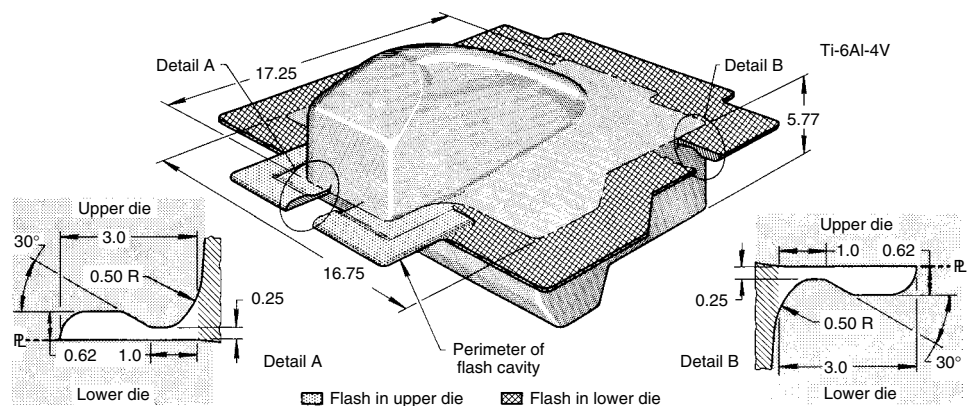 Ti-6Al-4V
Detail A
17.25
Detail B
5.77
16.75
Upper die
30°
3.0
0.50 R
0.25
PL
0.62
1.0
Lower die
Detail A
Perimeter of
flash cavity
Flash in upper die
Flash in lower die
Upper die
1.0
0.62
PL
0.25
0.50 R
30°
3.0
Detail B
Lower die